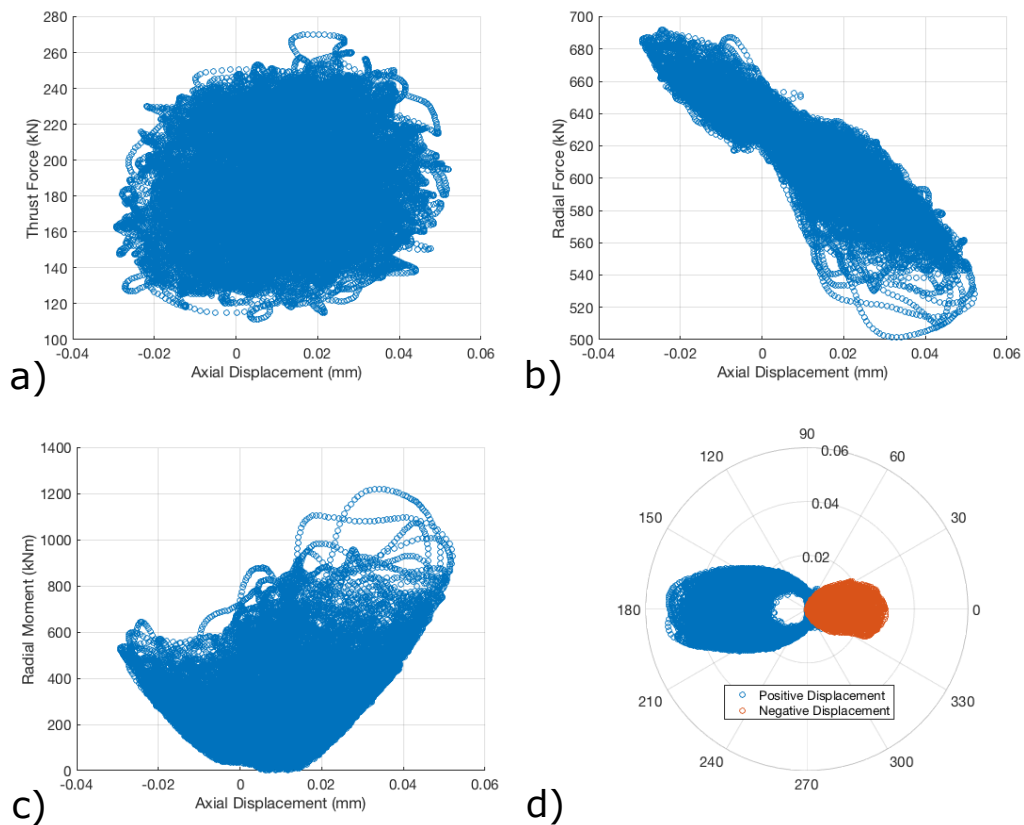 280
260
240
220
200
180
160
140
120
100
Thrust Force (kN)
-0.04 -0.02 0 0.02 0.04 0.06
Axial Displacement (mm)
a)
700
680
660
640
620
600
580
560
540
520
500
Radial Force (kN)
-0.04 -0.02 0 0.02 0.04 0.06
Axial Displacement (mm)
b)
1400
1200
1000
800
600
400
200
0
Radial Moment (kNm)
-0.04 -0.02 0 0.02 0.04 0.06
Axial Displacement (mm)
c)
90
120 0.06 60
0.04
150 30
0.02
180 0
210 330
Positive Displacement
Negative Displacement
240 300
270
d)